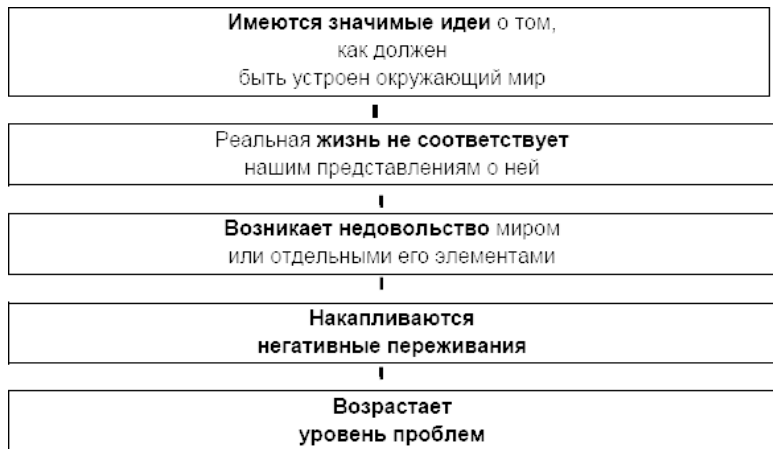 Имеются значимые идеи о том,
как должен
быть устроен окружающий мир
Реальная жизнь не соответствует
нашим представлениям о ней
Возникает недовольство миром
или отдельными его элементами
Накапливаются
негативные переживания
Возрастает
уровень проблем